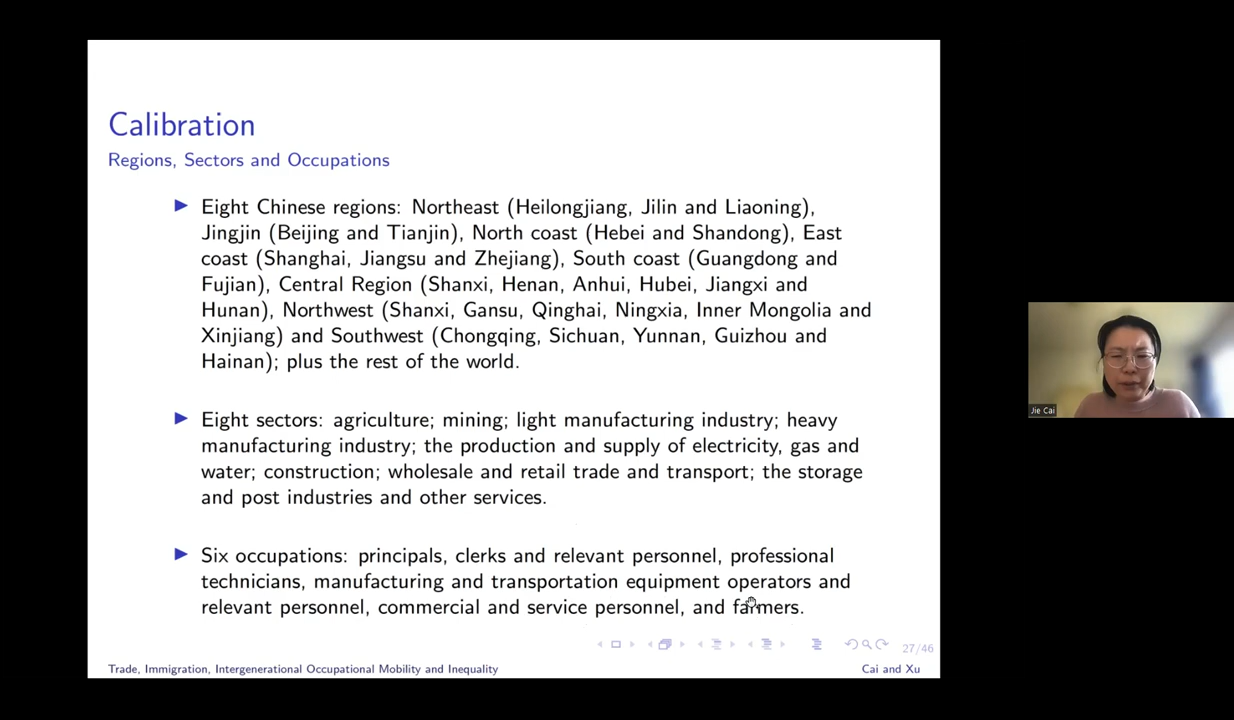 Calibration
Regions, Sectors and Occupations
Eight Chinese regions: Northeast (Heilongjiang, Jilin and Liaoning),
Jingjin (Beijing and Tianjin), North coast (Hebei and Shandong), East
coast (Shanghai, Jiangsu and Zhejiang), South coast (Guangdong and
Fujian), Central Region (Shanxi, Henan, Anhui, Hubei, Jiangxi and
Hunan), Northwest (Shanxi, Gansu, Qinghai, Ningxia, Inner Mongolia and
Xinjiang) and Southwest (Chongqing, Sichuan, Yunnan, Guizhou and
Hainan); plus the rest of the world.
Eight sectors: agriculture; mining; light manufacturing industry; heavy
manufacturing industry; the production and supply of electricity, gas and
water; construction; wholesale and retail trade and transport; the storage
and post industries and other services.
Six occupations: principals, clerks and relevant personnel, professional
technicians, manufacturing and transportation equipment operators and
relevant personnel, commercial and service personnel, and farmers.
27/46
Trade, Immigration, Intergenerational Occupational Mobility and Inequality
Cai and Xu
Jie Cai